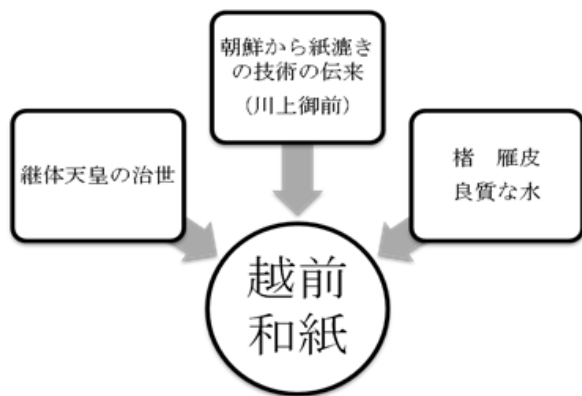 朝鮮から紙漉き
の技術の伝来
(川上御前)
継体天皇の治世
楮　雁皮
良質な水
越前
和紙